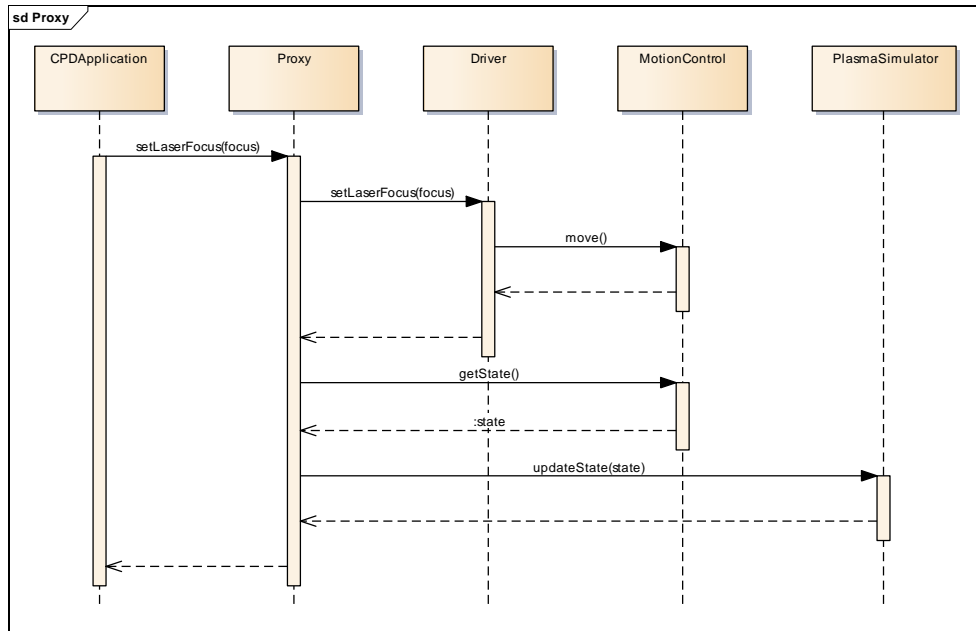 sd Proxy
CPDApplication
Proxy
Driver
MotionControl
PlasmaSimulator
setLaserFocus(focus)
setLaserFocus(focus)
move()
getState()
:state
updateState(state)